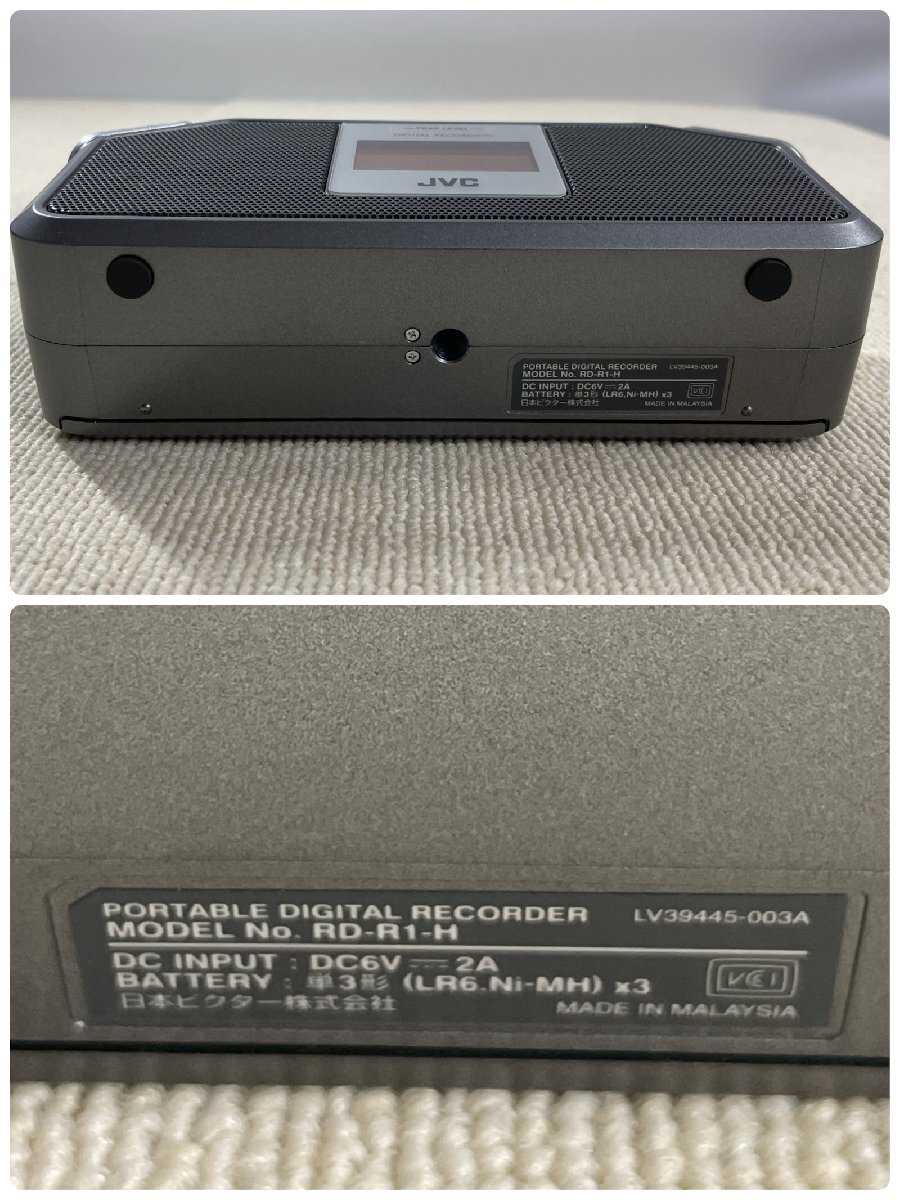 PEAK LEVEL
DIGITAL RECORDING
JVC
PORTABLE DIGITAL RECORDER LV39445-003A
MODEL No. RD-R1-H
DC INPUT : DC6V ⎓ 2A
BATTERY : 単3形 (LR6.Ni-MH) x3 VCI
日本ビクター株式会社 MADE IN MALAYSIA
PORTABLE DIGITAL RECORDER LV39445-003A
MODEL No. RD-R1-H
DC INPUT : DC6V ⎓ 2A
BATTERY : 単3形 (LR6.Ni-MH) x3 VCI
日本ビクター株式会社 MADE IN MALAYSIA